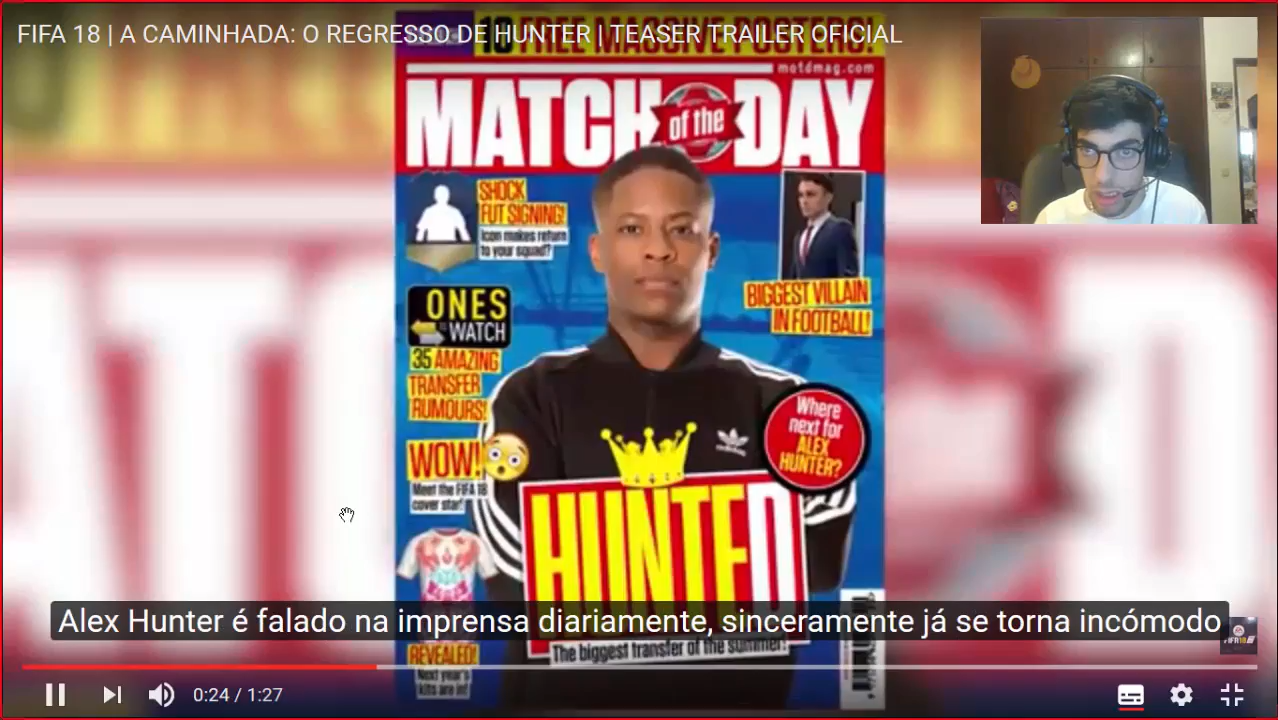 FIFA 18 | A CAMINHADA: O REGRESSO DE HUNTER | TEASER TRAILER OFICIAL
10 FREE MASSIVE POSTERS!
motdmag.com
MATCH of the DAY
SHOCK
FUT SIGNING!
Icon makes return
to your squad?
BIGGEST VILLAIN
IN FOOTBALL!
ONES
TO WATCH
35 AMAZING
TRANSFER
RUMOURS!
Where
next for
ALEX
HUNTER?
adidas
WOW!
Meet the FIFA 18
cover star!
HUNTED
Alex Hunter é falado na imprensa diariamente, sinceramente já se torna incómodo
The biggest transfer of the summer!
REVEALED!
Next year's
kits are in!
FIFA 18
0:24 / 1:27